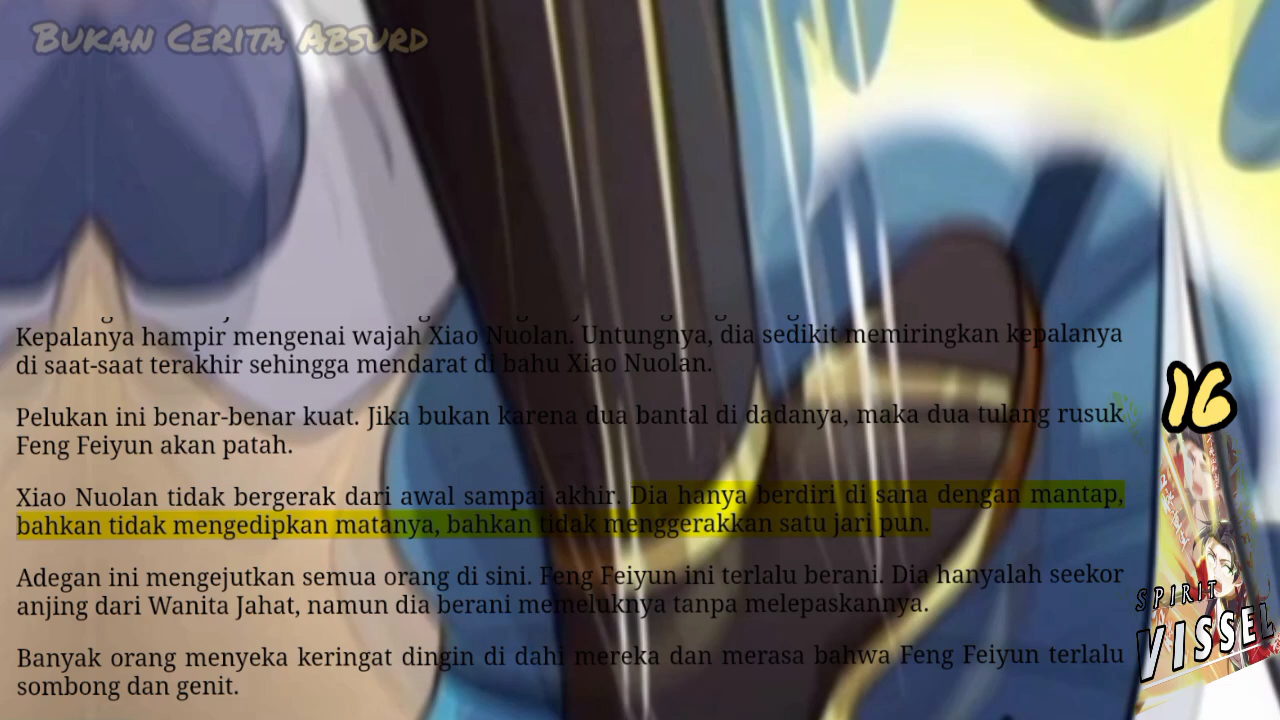 BUKAN CERITA ABSURD
Kepalanya hampir mengenai wajah Xiao Nuolan. Untungnya, dia sedikit memiringkan kepalanya
di saat-saat terakhir sehingga mendarat di bahu Xiao Nuolan.
Pelukan ini benar-benar kuat. Jika bukan karena dua bantal di dadanya, maka dua tulang rusuk
Feng Feiyun akan patah.
Xiao Nuolan tidak bergerak dari awal sampai akhir. Dia hanya berdiri di sana dengan mantap,
bahkan tidak mengedipkan matanya, bahkan tidak menggerakkan satu jari pun.
Adegan ini mengejutkan semua orang di sini. Feng Feiyun ini terlalu berani. Dia hanyalah seekor
anjing dari Wanita Jahat, namun dia berani memeluknya tanpa melepaskannya.
Banyak orang menyeka keringat dingin di dahi mereka dan merasa bahwa Feng Feiyun terlalu
sombong dan genit.
16
SPIRIT
VISSEL